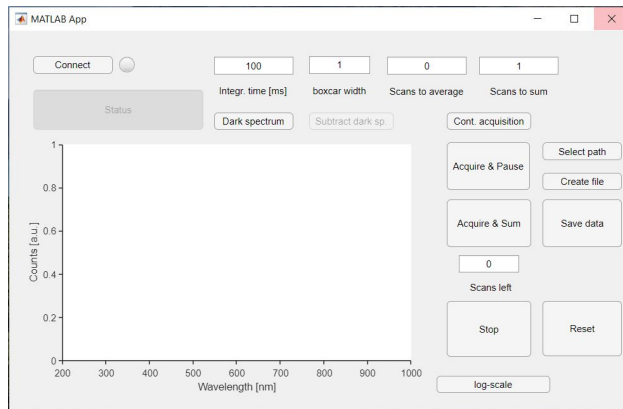 MATLAB App
Connect
100
1
0
1
Integr. time [ms]
boxcar width
Scans to average
Scans to sum
Status
Dark spectrum
Subtract dark sp.
Cont. acquisition
Acquire & Pause
Select path
Create file
Acquire & Sum
Save data
0
Scans left
Stop
Reset
log-scale
1
0.8
0.6
0.4
0.2
0
Counts [a.u.]
200 300 400 500 600 700 800 900 1000
Wavelength [nm]